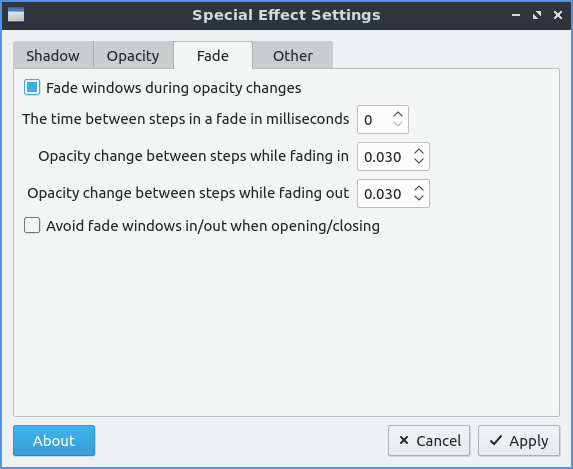 Special Effect Settings
Shadow Opacity Fade Other
Fade windows during opacity changes
The time between steps in a fade in milliseconds 0
Opacity change between steps while fading in 0.030
Opacity change between steps while fading out 0.030
Avoid fade windows in/out when opening/closing
About Cancel Apply